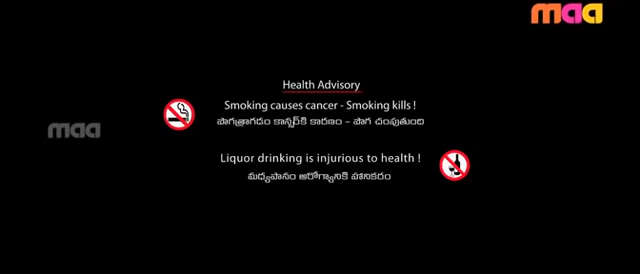 maa
Health Advisory
Smoking causes cancer - Smoking kills !
పొగత్రాగడం కాన్సర్‌కి కారణం - పొగ చంపుతుంది
maa
Liquor drinking is injurious to health !
మద్యపానం ఆరోగ్యానికి హానికరం